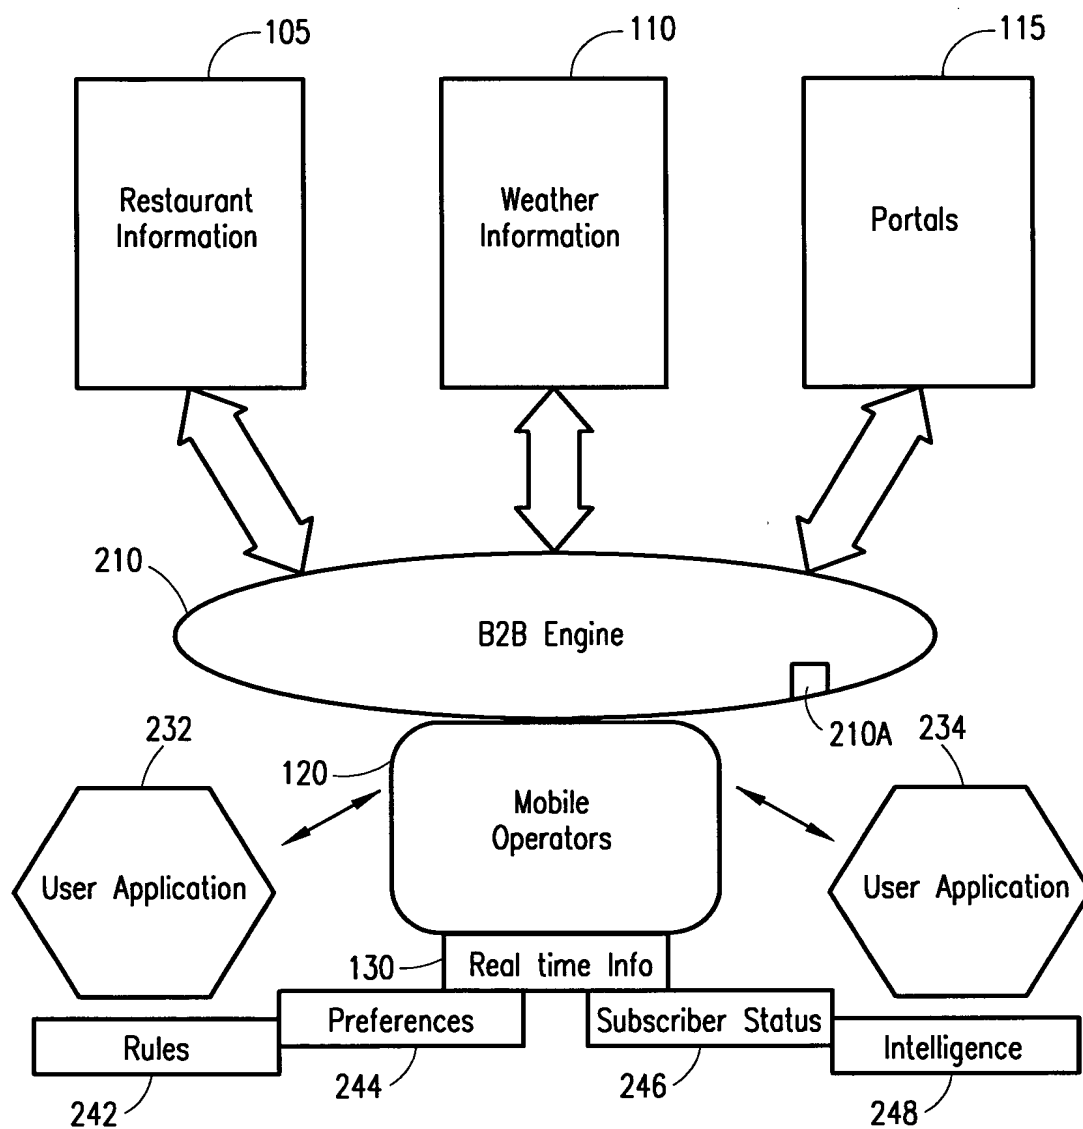 105
110
115
Restaurant
Information
Weather
Information
Portals
210
B2B Engine
210A
232
234
120
Mobile
Operators
User Application
User Application
130
Real time Info
Preferences
Subscriber Status
Rules
Intelligence
242
244
246
248